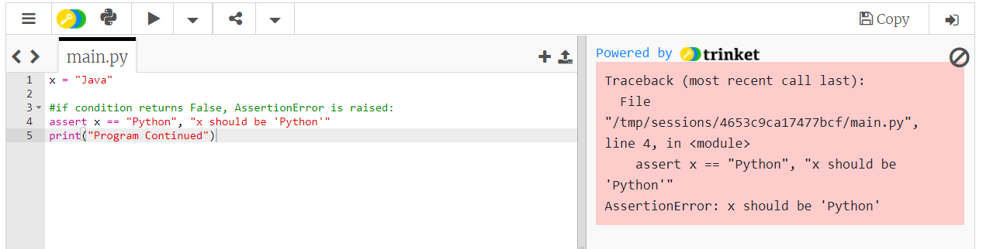 Copy
main.py
1 x = "Java"
2
3 #if condition returns False, AssertionError is raised:
4 assert x == "Python", "x should be 'Python'"
5 print("Program Continued")
Powered by trinket
Traceback (most recent call last):
File
"/tmp/sessions/4653c9ca17477bcf/main.py",
line 4, in <module>
assert x == "Python", "x should be
'Python'"
AssertionError: x should be 'Python'